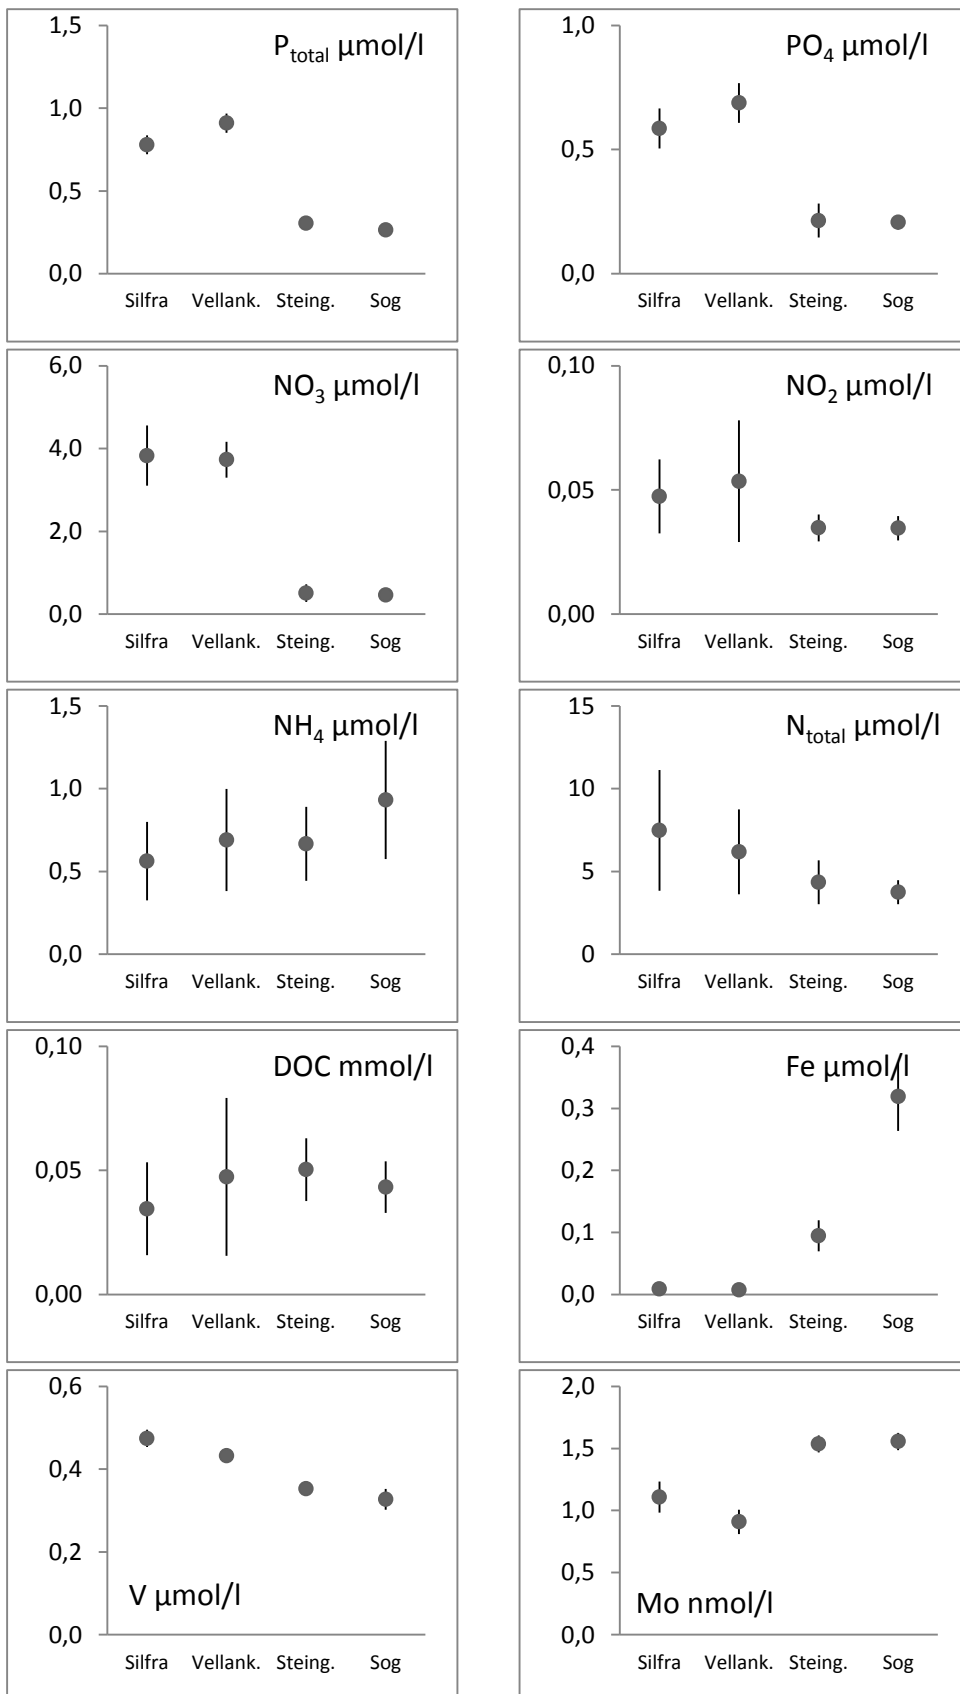 P_total µmol/l
1,5
1,0
0,5
0,0
Silfra Vellank. Steing. Sog
PO₄ µmol/l
1,0
0,5
0,0
Silfra Vellank. Steing. Sog
NO₃ µmol/l
6,0
4,0
2,0
0,0
Silfra Vellank. Steing. Sog
NO₂ µmol/l
0,10
0,05
0,00
Silfra Vellank. Steing. Sog
NH₄ µmol/l
1,5
1,0
0,5
0,0
Silfra Vellank. Steing. Sog
N_total µmol/l
15
10
5
0
Silfra Vellank. Steing. Sog
DOC mmol/l
0,10
0,05
0,00
Silfra Vellank. Steing. Sog
Fe µmol/l
0,4
0,3
0,2
0,1
0,0
Silfra Vellank. Steing. Sog
0,6
0,4
0,2
V µmol/l
0,0
Silfra Vellank. Steing. Sog
2,0
1,5
1,0
0,5
Mo nmol/l
0,0
Silfra Vellank. Steing. Sog